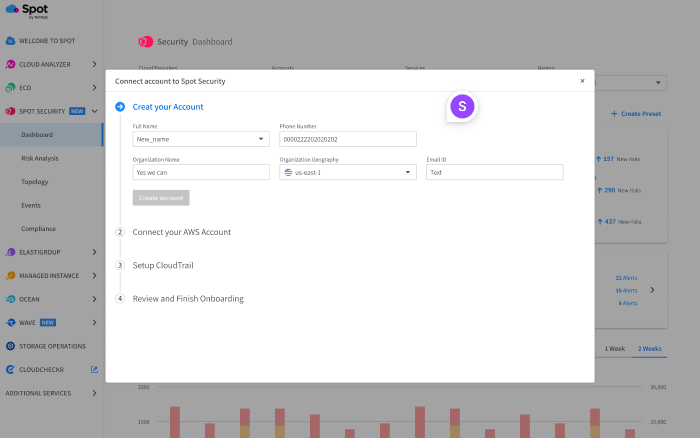 Spot
by NetApp
WELCOME TO SPOT
CLOUD ANALYZER
ECO
SPOT SECURITY NEW
Dashboard
Risk Analysis
Topology
Events
Compliance
ELASTIGROUP
MANAGED INSTANCE
OCEAN
WAVE NEW
STORAGE OPERATIONS
CLOUDCHECKR
ADDITIONAL SERVICES
Security Dashboard
Cloud Providers Accounts Services Region
+ Create Preset
157 New risks
290 New risks
437 New risks
21 Alerts
15 Alerts
8 Alerts
1 Week 2 Weeks
2000 30,000
1500 20,000
Connect account to Spot Security ×
S
Creat your Account
Full Name Phone Number
New_name 0000222202020202
Organization Name Organization Geography Email ID
Yes we can us-east-1 Text
Create account
2 Connect your AWS Account
3 Setup CloudTrail
4 Review and Finish Onboarding